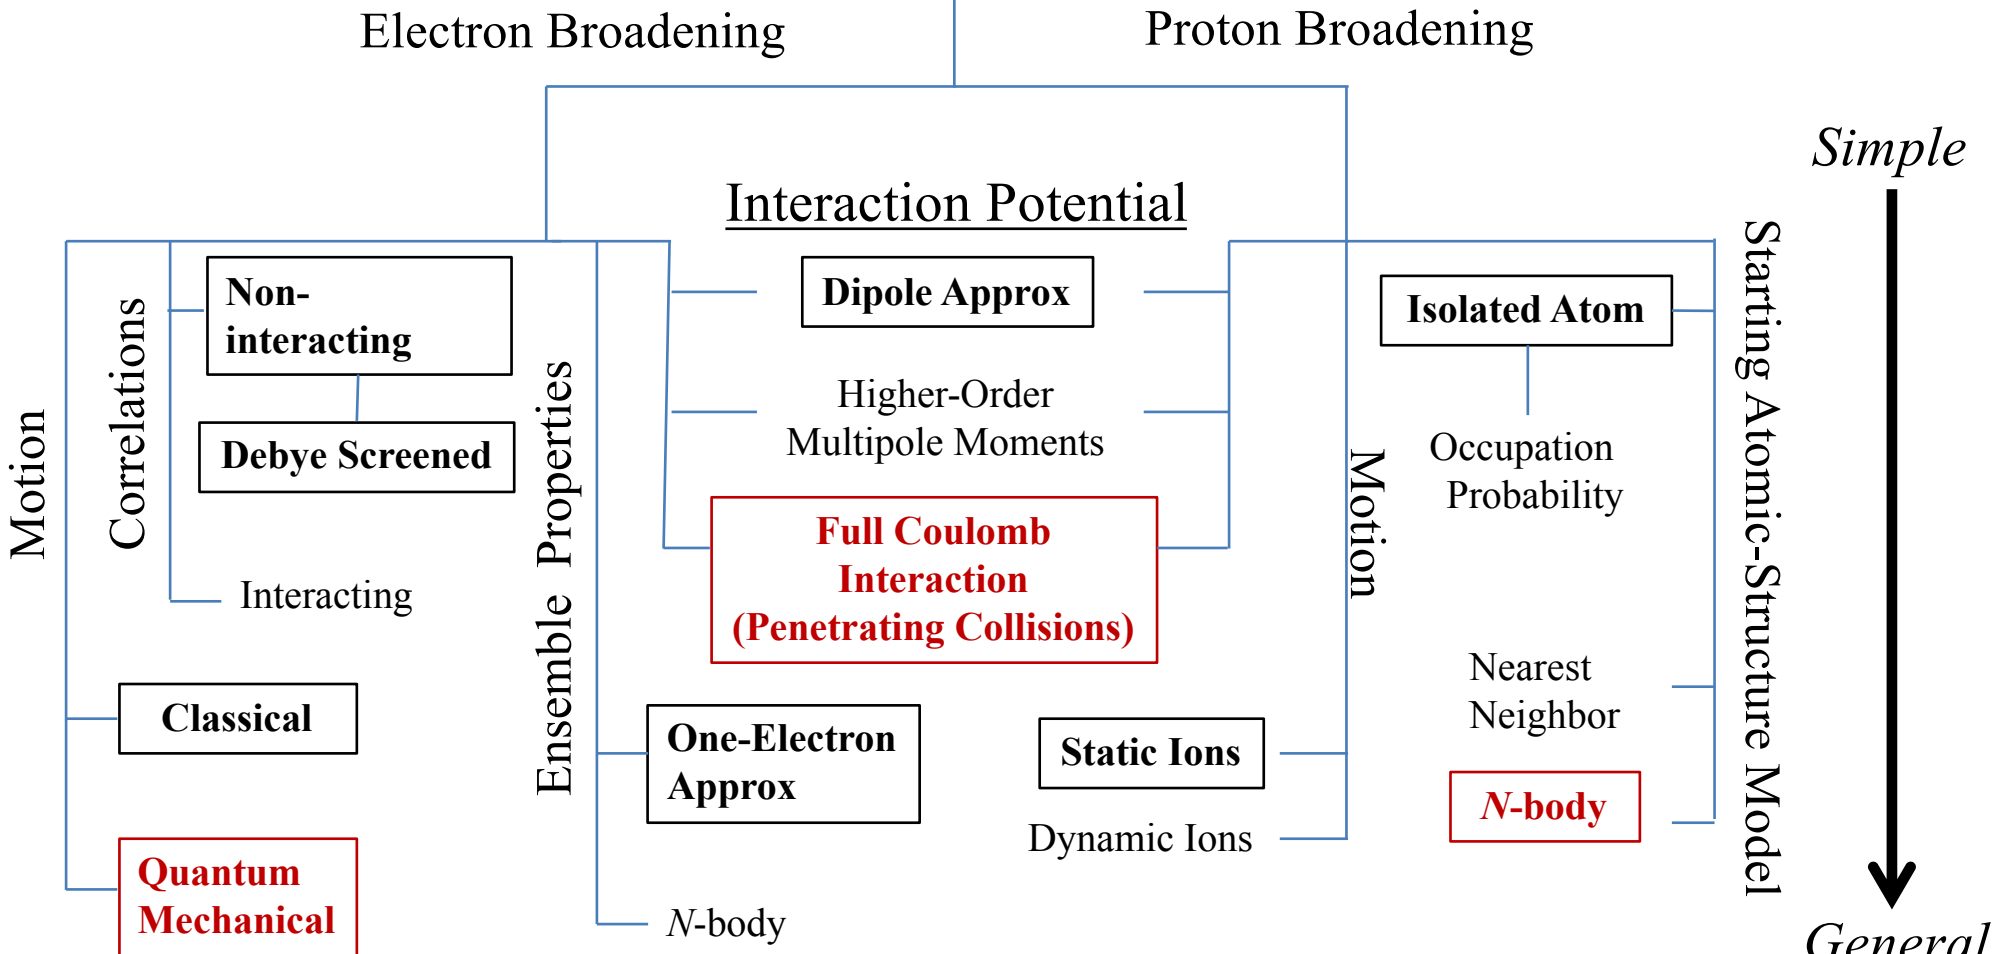 Electron Broadening
Proton Broadening
Simple
Interaction Potential
Motion
Correlations
Non-
interacting
Debye Screened
Interacting
Classical
Quantum
Mechanical
Ensemble Properties
Dipole Approx
Higher-Order
Multipole Moments
Full Coulomb
Interaction
(Penetrating Collisions)
One-Electron
Approx
N-body
Motion
Static Ions
Dynamic Ions
Isolated Atom
Occupation
Probability
Nearest
Neighbor
N-body
Starting Atomic-Structure Model
General